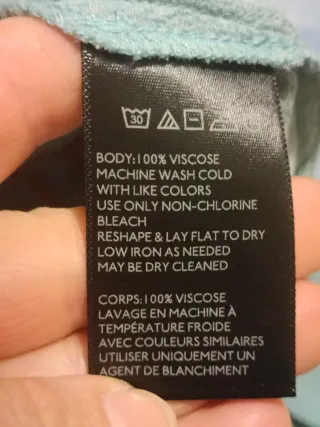 30
BODY:100% VISCOSE
MACHINE WASH COLD
WITH LIKE COLORS
USE ONLY NON-CHLORINE
BLEACH
RESHAPE & LAY FLAT TO DRY
LOW IRON AS NEEDED
MAY BE DRY CLEANED
CORPS:100% VISCOSE
LAVAGE EN MACHINE À
TEMPÉRATURE FROIDE
AVEC COULEURS SIMILAIRES
UTILISER UNIQUEMENT UN
AGENT DE BLANCHIMENT